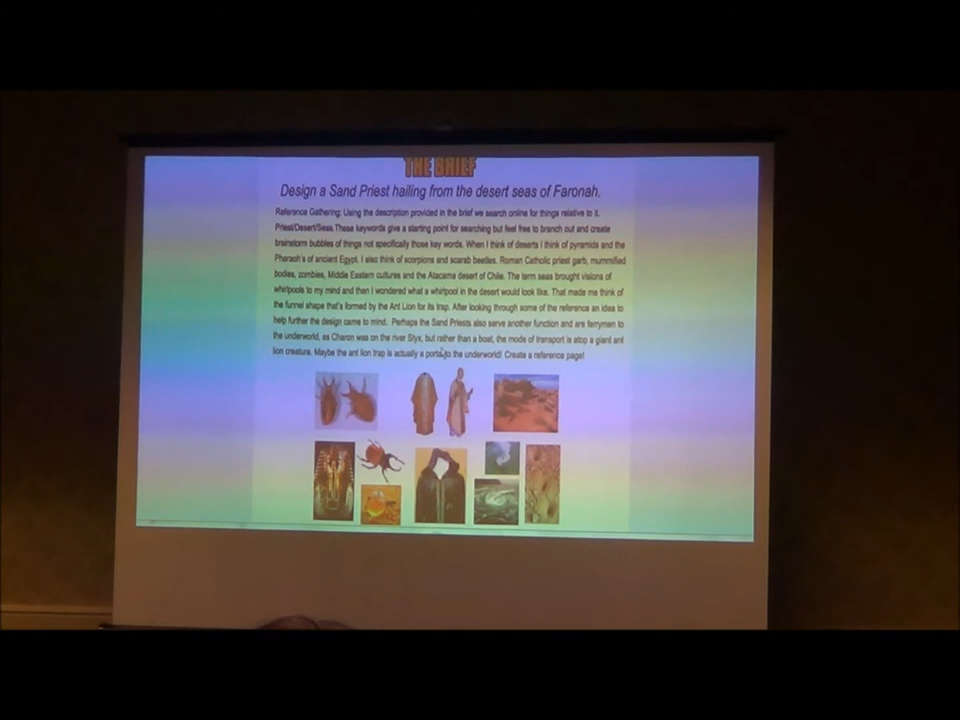 THE BRIEF
Design a Sand Priest hailing from the desert seas of Faronah.
Reference Gathering: Using the description provided in the brief we search online for things relative to it.
Priest/Desert/Seas.These keywords give a starting point for searching but feel free to branch out and create
brainstorm bubbles of things not specifically those key words. When I think of deserts I think of pyramids and the
Pharaoh's of ancient Egypt. I also think of scorpions and scarab beetles. Roman Catholic priest garb, mummified
bodies, zombies, Middle Eastern cultures and the Atacama desert of Chile. The term seas brought visions of
whirlpools to my mind and then I wondered what a whirlpool in the desert would look like. That made me think of
the funnel shape that's formed by the Ant Lion for its trap. After looking through some of the reference an idea to
help further the design came to mind. Perhaps the Sand Priests also serve another function and are ferrymen to
the underworld, as Charon was on the river Styx, but rather than a boat, the mode of transport is atop a giant ant
lion creature. Maybe the ant lion trap is actually a portal to the underworld! Create a reference page!